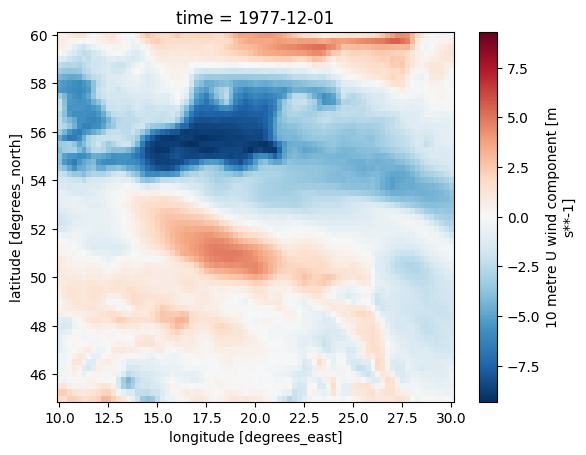 time = 1977-12-01
60
58
56
54
52
50
48
46
latitude [degrees_north]
10.0 12.5 15.0 17.5 20.0 22.5 25.0 27.5 30.0
longitude [degrees_east]
7.5
5.0
2.5
0.0
−2.5
−5.0
−7.5
10 metre U wind component [m
s**-1]